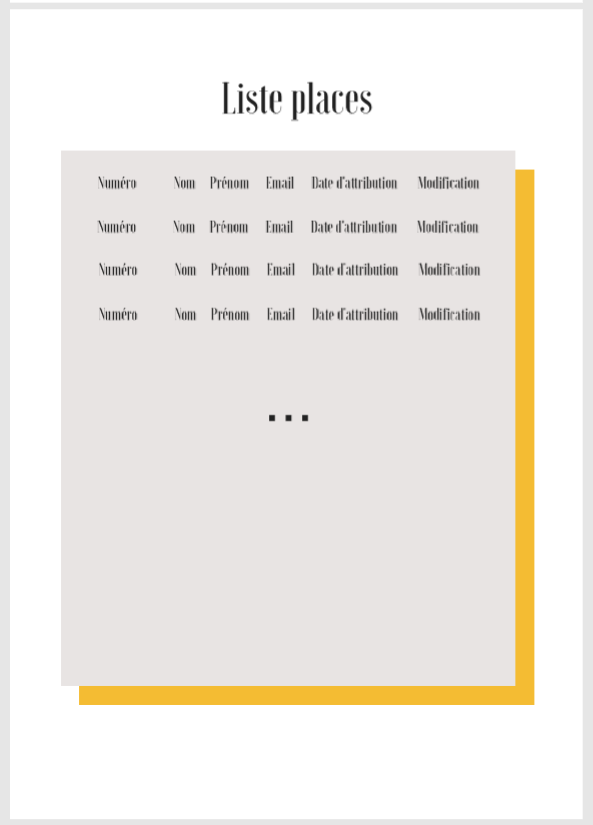 Liste places
Numéro Nom Prénom Email Date d'attribution Modification
Numéro Nom Prénom Email Date d'attribution Modification
Numéro Nom Prénom Email Date d'attribution Modification
Numéro Nom Prénom Email Date d'attribution Modification
...